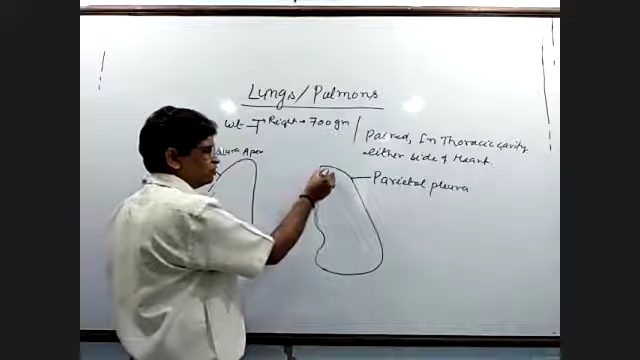 Lungs/Pulmons
Wt → Right → 700 gm
Paired, In Thoracic cavity
either side of Heart.
Apex
Parietal pleura